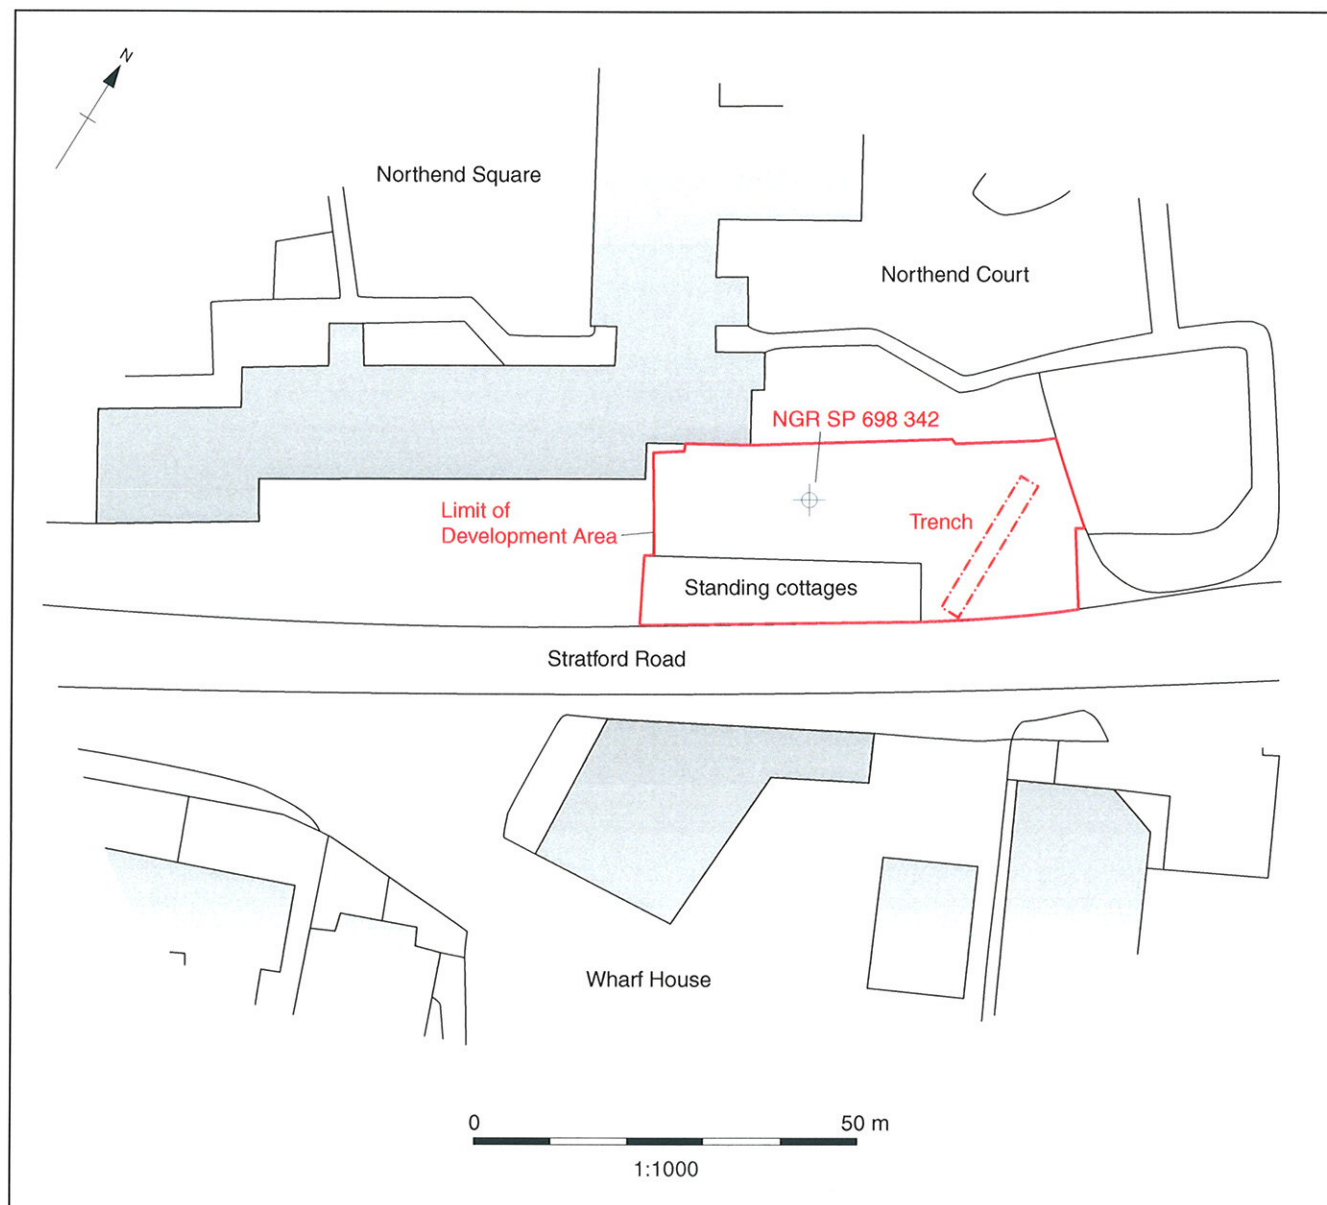 N
Northend Square
Northend Court
NGR SP 698 342
Limit of
Development Area
Trench
Standing cottages
Stratford Road
Wharf House
0 50 m
1:1000